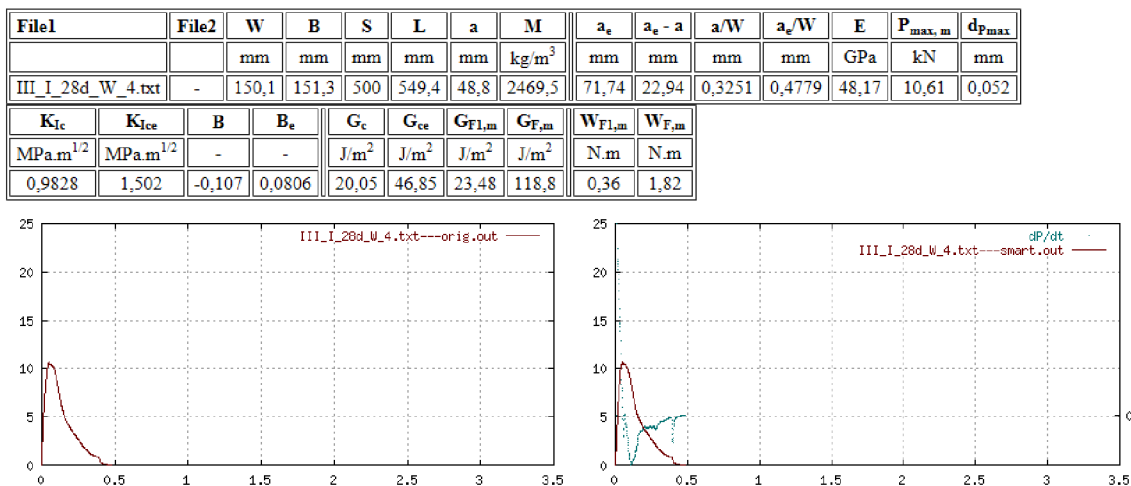 File1 File2 W B S L a M a_e a_e - a a/W a_e/W E P_max, m d_Pmax
mm mm mm mm mm kg/m³ mm mm mm mm GPa kN mm
III_I_28d_W_4.txt - 150,1 151,3 500 549,4 48,8 2469,5 71,74 22,94 0,3251 0,4779 48,17 10,61 0,052
K_Ic K_Ice B B_e G_c G_ce G_F1,m G_F,m W_F1,m W_F,m
MPa.m^1/2 MPa.m^1/2 - - J/m² J/m² J/m² J/m² N.m N.m
0,9828 1,502 -0,107 0,0806 20,05 46,85 23,48 118,8 0,36 1,82
III_I_28d_W_4.txt---orig.out
25
20
15
10
5
0
0 0.5 1 1.5 2 2.5 3 3.5
dP/dt
III_I_28d_W_4.txt---smart.out
25
20
15
10
5
0
0
0 0.5 1 1.5 2 2.5 3 3.5